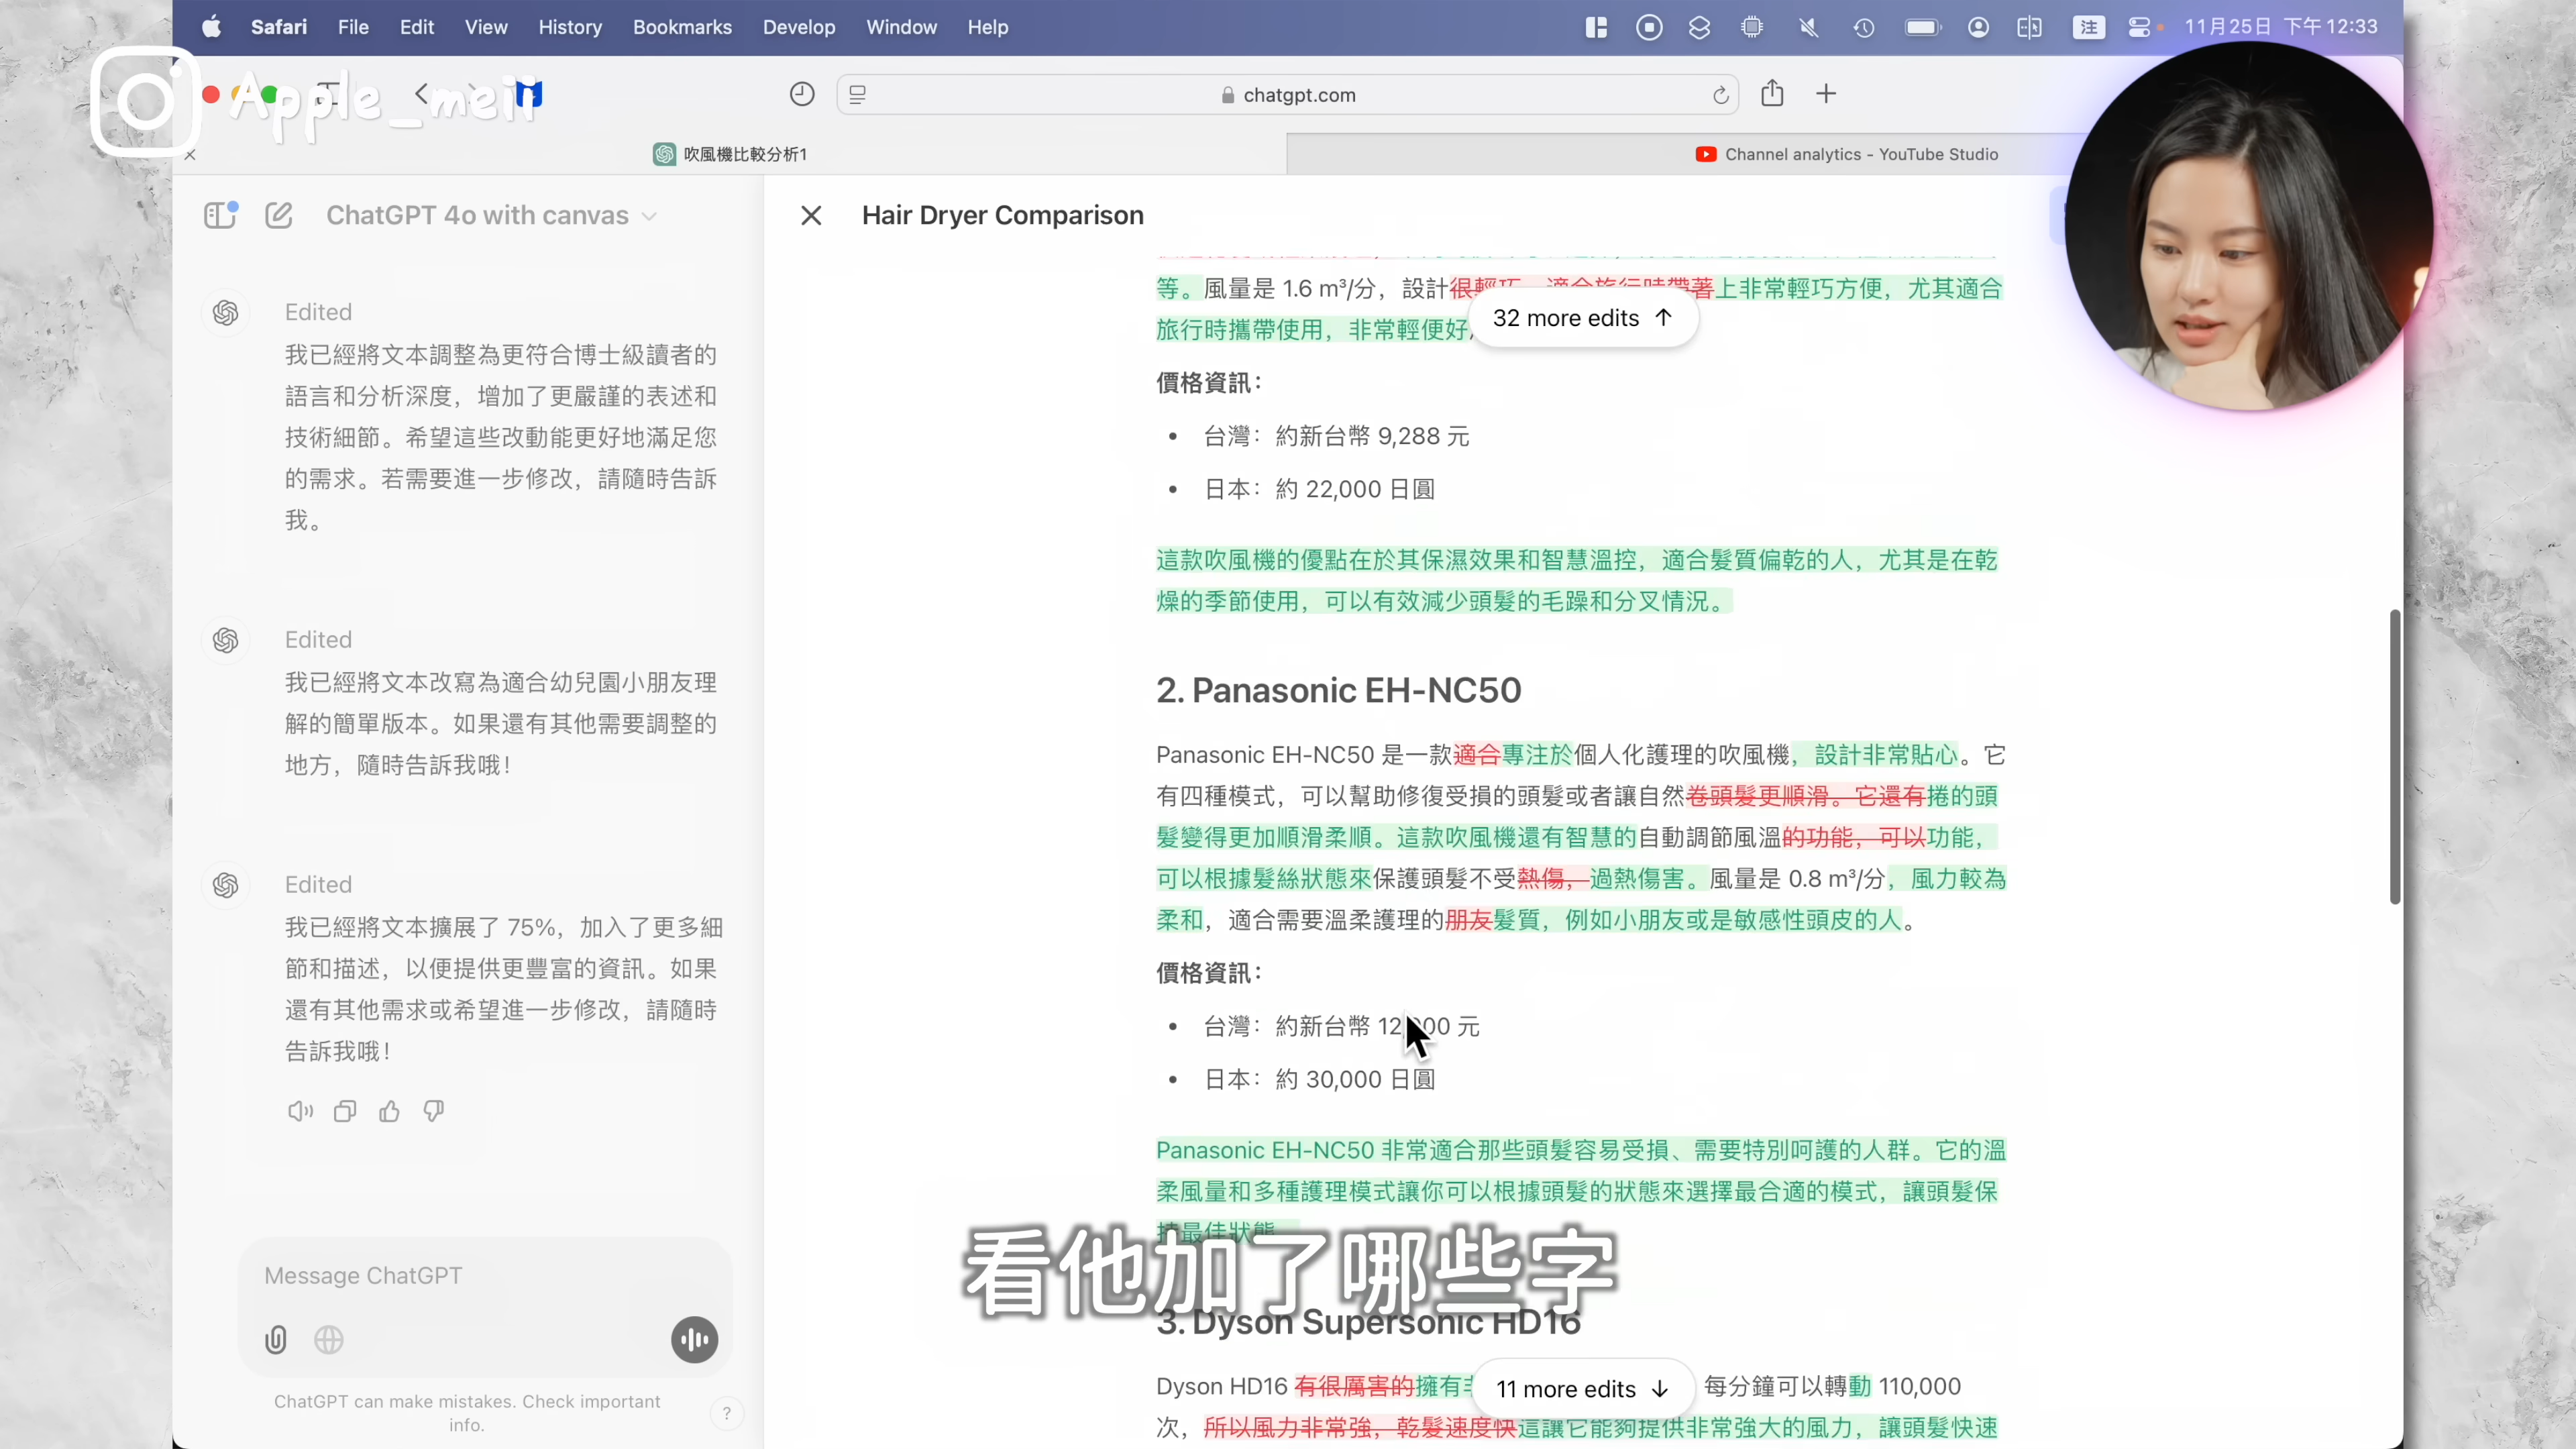 Safari File Edit View History Bookmarks Develop Window Help
注
11月25日 下午 12:33
Apple_meii
chatgpt.com
吹風機比較分析1
Channel analytics - YouTube Studio
ChatGPT 4o with canvas
Edited
我已經將文本調整為更符合博士級讀者的
語言和分析深度，增加了更嚴謹的表述和
技術細節。希望這些改動能更好地滿足您
的需求。若需要進一步修改，請隨時告訴
我。
Edited
我已經將文本改寫為適合幼兒園小朋友理
解的簡單版本。如果還有其他需要調整的
地方，隨時告訴我哦！
Edited
我已經將文本擴展了 75%，加入了更多細
節和描述，以便提供更豐富的資訊。如果
還有其他需求或希望進一步修改，請隨時
告訴我哦！
Message ChatGPT
ChatGPT can make mistakes. Check important
info.
?
Hair Dryer Comparison
等。風量是 1.6 m³/分，設計很輕巧，適合旅行時帶著上非常輕巧方便，尤其適合
旅行時攜帶使用，非常輕便好
32 more edits ↑
價格資訊：
• 台灣：約新台幣 9,288 元
• 日本：約 22,000 日圓
這款吹風機的優點在於其保濕效果和智慧溫控，適合髮質偏乾的人，尤其是在乾
燥的季節使用，可以有效減少頭髮的毛躁和分叉情況。
2. Panasonic EH-NC50
Panasonic EH-NC50 是一款適合專注於個人化護理的吹風機，設計非常貼心。它
有四種模式，可以幫助修復受損的頭髮或者讓自然卷頭髮更順滑。它還有捲的頭
髮變得更加順滑柔順。這款吹風機還有智慧的自動調節風溫的功能，可以功能，
可以根據髮絲狀態來保護頭髮不受熱傷，過熱傷害。風量是 0.8 m³/分，風力較為
柔和，適合需要溫柔護理的朋友髮質，例如小朋友或是敏感性頭皮的人。
價格資訊：
• 台灣：約新台幣 12,00 元
• 日本：約 30,000 日圓
Panasonic EH-NC50 非常適合那些頭髮容易受損、需要特別呵護的人群。它的溫
柔風量和多種護理模式讓你可以根據頭髮的狀態來選擇最合適的模式，讓頭髮保
持最佳狀態
看他加了哪些字
3. Dyson Supersonic HD16
Dyson HD16 有很厲害的擁有 每分鐘可以轉動 110,000
11 more edits ↓
次，所以風力非常強，乾髮速度快這讓它能夠提供非常強大的風力，讓頭髮快速